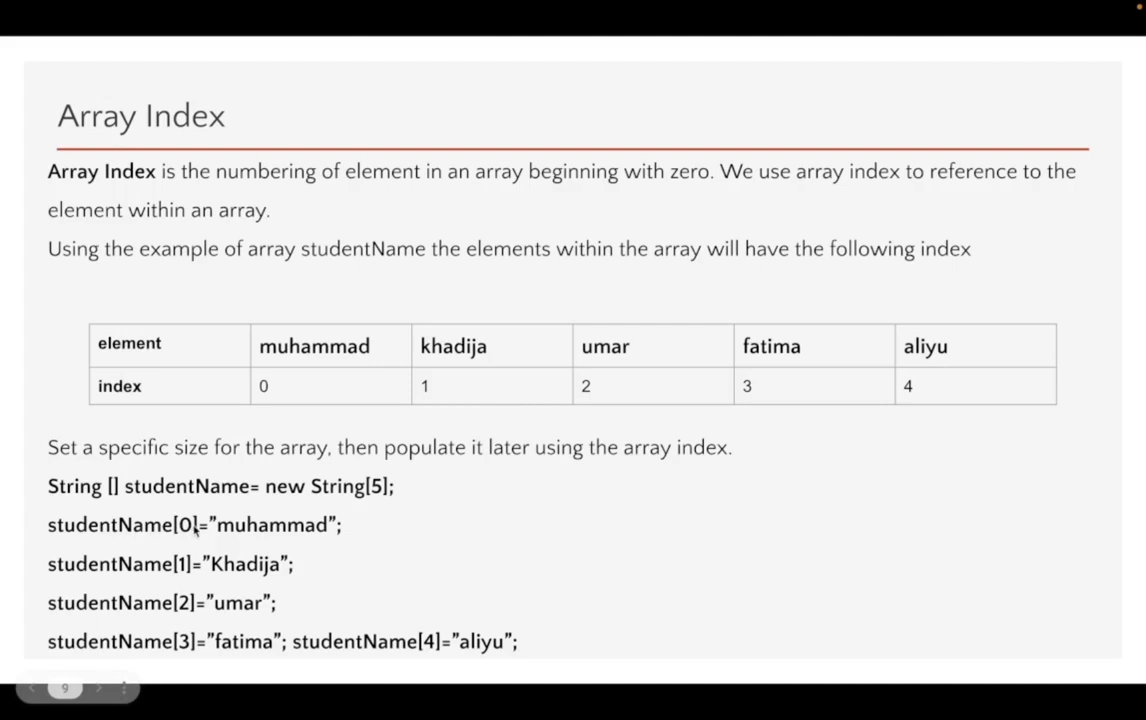 Array Index
Array Index is the numbering of element in an array beginning with zero. We use array index to reference to the
element within an array.
Using the example of array studentName the elements within the array will have the following index
element muhammad khadija umar fatima aliyu
index 0 1 2 3 4
Set a specific size for the array, then populate it later using the array index.
String [] studentName= new String[5];
studentName[0]=”muhammad”;
studentName[1]=”Khadija”;
studentName[2]=”umar”;
studentName[3]=”fatima”; studentName[4]=”aliyu”;
9